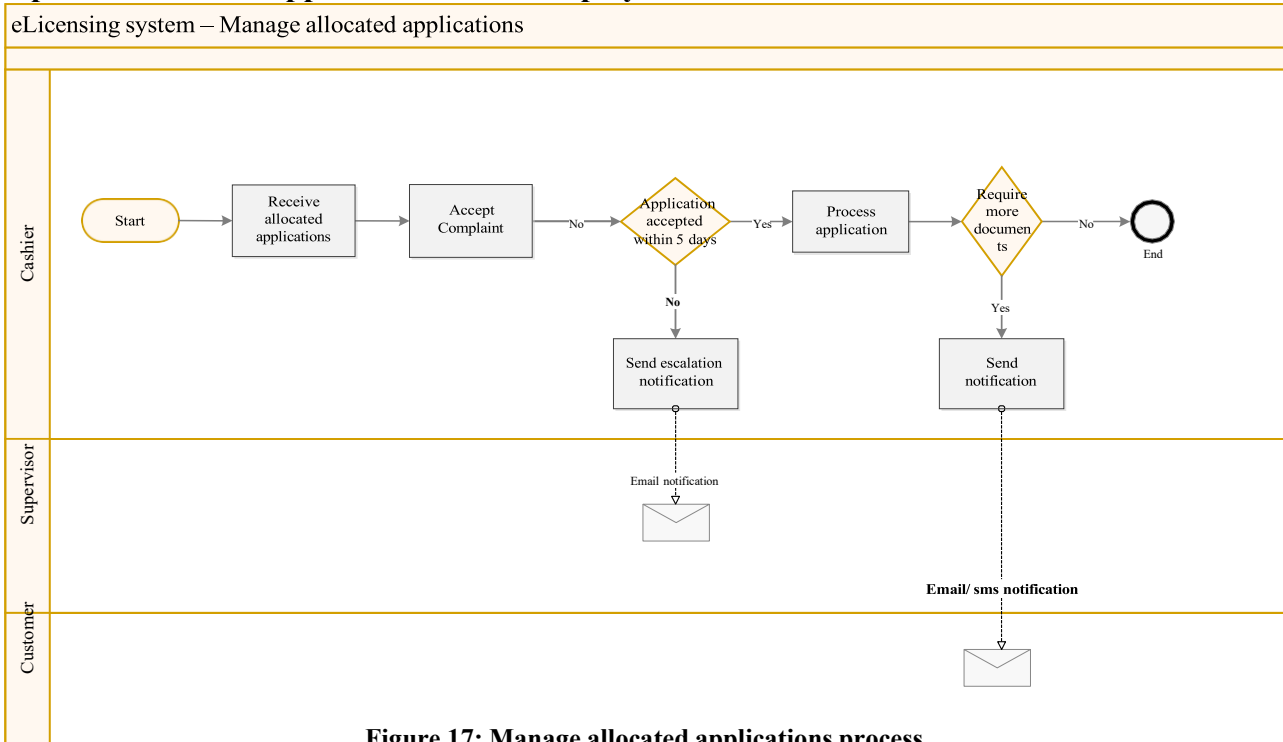 eLicensing system – Manage allocated applications
Cashier
Start
Receive
allocated
applications
Accept
Complaint
No
Application
accepted
within 5 days
Yes
Process
application
Require
more
documen
ts
No
End
No
Yes
Send escalation
notification
Send
notification
Supervisor
Email notification
Email/ sms notification
Customer
Figure 17: Manage allocated applications process